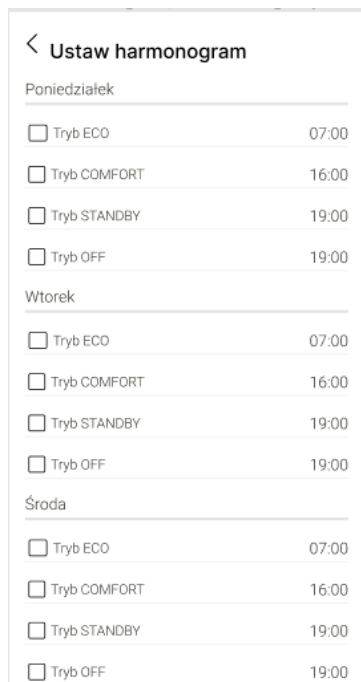 Ustaw harmonogram
Poniedziałek
Tryb ECO 07:00
Tryb COMFORT 16:00
Tryb STANDBY 19:00
Tryb OFF 19:00
Wtorek
Tryb ECO 07:00
Tryb COMFORT 16:00
Tryb STANDBY 19:00
Tryb OFF 19:00
Środa
Tryb ECO 07:00
Tryb COMFORT 16:00
Tryb STANDBY 19:00
Tryb OFF 19:00